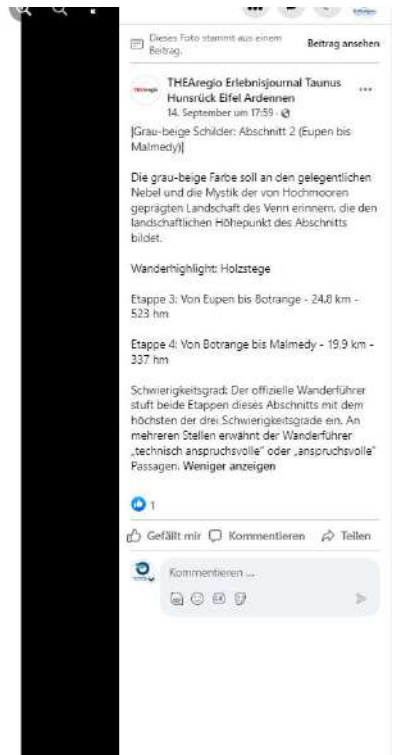 Dieses Foto stammt aus einem
Beitrag.
Beitrag ansehen
THEAregio
THEAregio Erlebnisjournal Taunus
Hunsrück Eifel Ardennen
14. September um 17:59 ·
|Grau-beige Schilder: Abschnitt 2 (Eupen bis
Malmedy)|
Die grau-beige Farbe soll an den gelegentlichen
Nebel und die Mystik der von Hochmooren
geprägten Landschaft des Venn erinnern, die den
landschaftlichen Höhepunkt des Abschnitts
bildet.
Wanderhighlight: Holzstege
Etappe 3: Von Eupen bis Botrange - 24,8 km -
523 hm
Etappe 4: Von Botrange bis Malmedy - 19,9 km -
337 hm
Schwierigkeitsgrad: Der offizielle Wanderführer
stuft beide Etappen dieses Abschnitts mit dem
höchsten der drei Schwierigkeitsgrade ein. An
mehreren Stellen erwähnt der Wanderführer
„technisch anspruchsvolle" oder „anspruchsvolle"
Passagen. Weniger anzeigen
1
Gefällt mir Kommentieren Teilen
Kommentieren ...